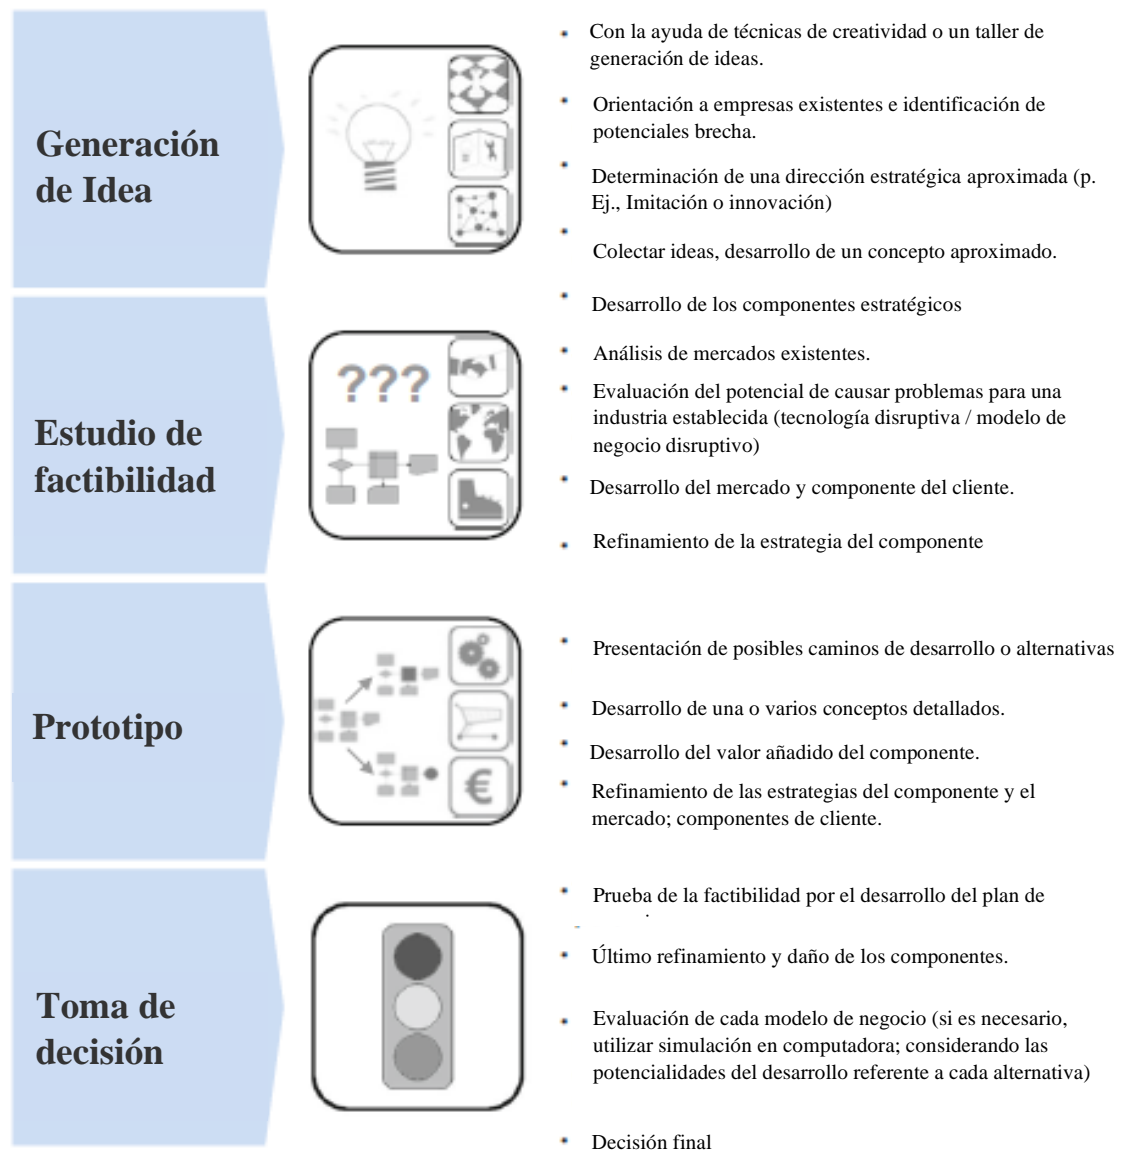 Generación
de Idea
Con la ayuda de técnicas de creatividad o un taller de
generación de ideas.
Orientación a empresas existentes e identificación de
potenciales brecha.
Determinación de una dirección estratégica aproximada (p.
Ej., Imitación o innovación)
Colectar ideas, desarrollo de un concepto aproximado.
Estudio de
factibilidad
???
Desarrollo de los componentes estratégicos
Análisis de mercados existentes.
Evaluación del potencial de causar problemas para una
industria establecida (tecnología disruptiva / modelo de
negocio disruptivo)
Desarrollo del mercado y componente del cliente.
Refinamiento de la estrategia del componente
Prototipo
€
Presentación de posibles caminos de desarrollo o alternativas
Desarrollo de una o varios conceptos detallados.
Desarrollo del valor añadido del componente.
Refinamiento de las estrategias del componente y el
mercado; componentes de cliente.
Toma de
decisión
Prueba de la factibilidad por el desarrollo del plan de
Último refinamiento y daño de los componentes.
Evaluación de cada modelo de negocio (si es necesario,
utilizar simulación en computadora; considerando las
potencialidades del desarrollo referente a cada alternativa)
Decisión final